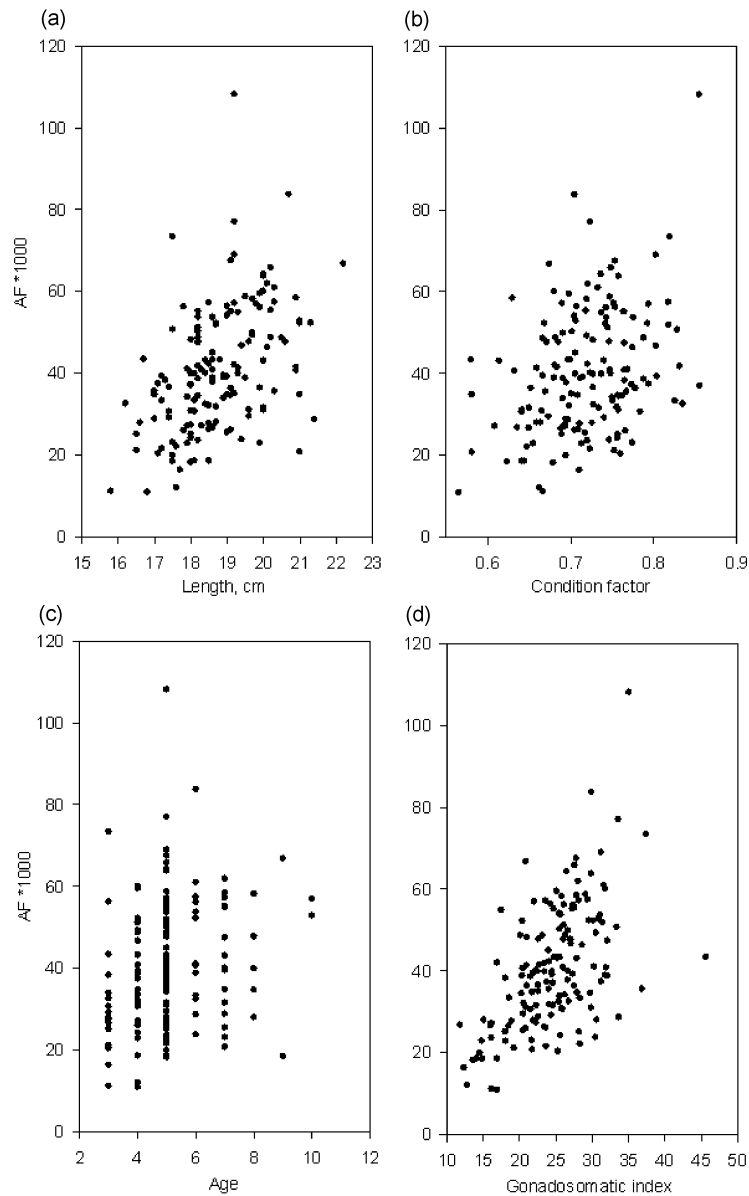 (a)
(b)
120
100
80
60
40
20
0
AF *1000
15 16 17 18 19 20 21 22 23
Length, cm
120
100
80
60
40
20
0
0.6 0.7 0.8 0.9
Condition factor
(c)
(d)
120
100
80
60
40
20
0
AF *1000
2 4 6 8 10 12
Age
120
100
80
60
40
20
0
10 15 20 25 30 35 40 45 50
Gonadosomatic index